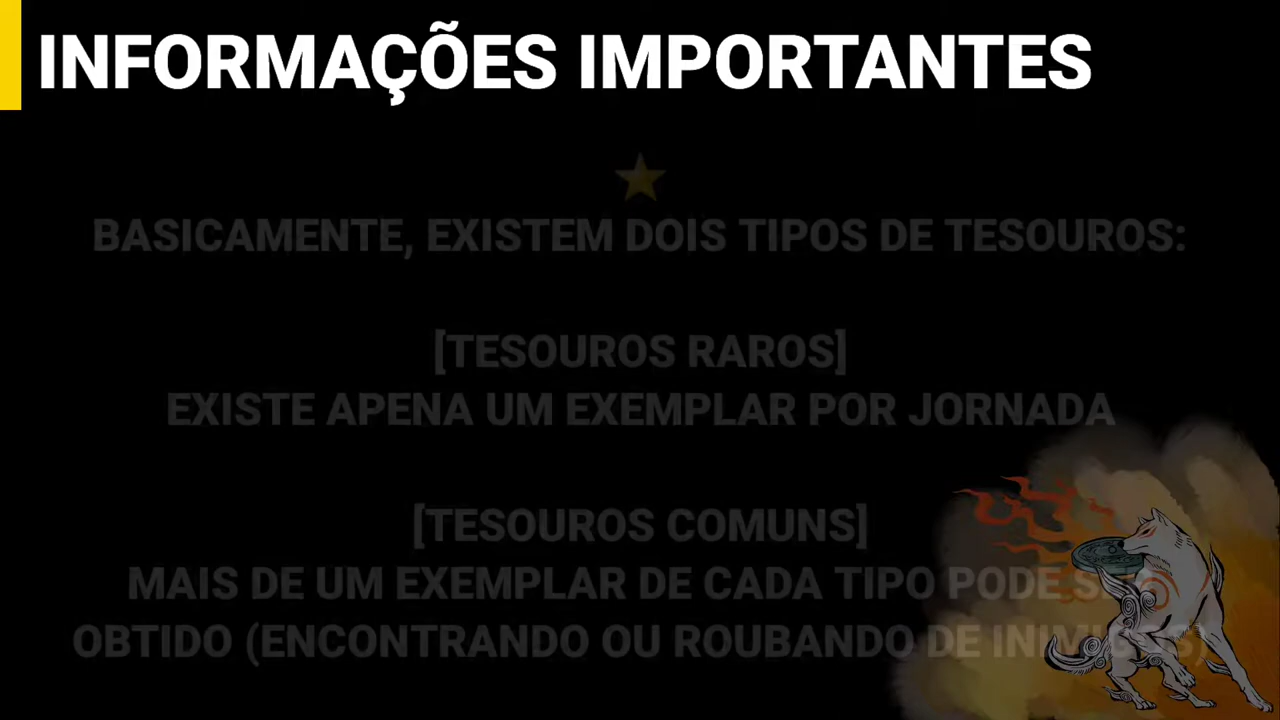 INFORMAÇÕES IMPORTANTES
BASICAMENTE, EXISTEM DOIS TIPOS DE TESOUROS:
[TESOUROS RAROS]
EXISTE APENA UM EXEMPLAR POR JORNADA
[TESOUROS COMUNS]
MAIS DE UM EXEMPLAR DE CADA TIPO PODE
OBTIDO (ENCONTRANDO OU ROUBANDO DE INIMIGOS)